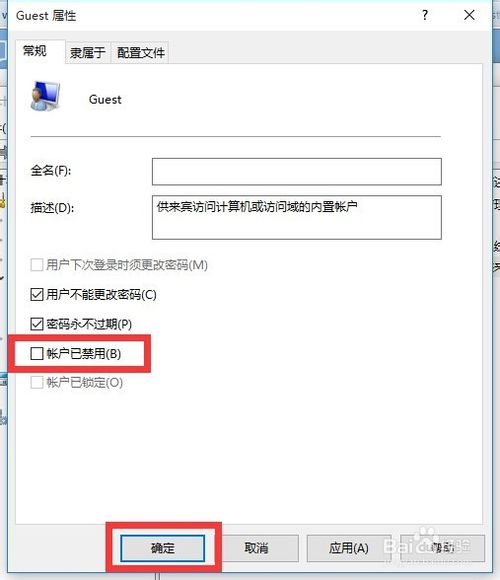 Guest 属性
常规 隶属于 配置文件
Guest
全名(F):
描述(D):
供来宾访问计算机或访问域的内置帐户
用户下次登录时须更改密码(M)
用户不能更改密码(C)
密码永不过期(P)
帐户已禁用(B)
帐户已锁定(O)
确定 取消 应用(A) 帮助
Baidu 经验